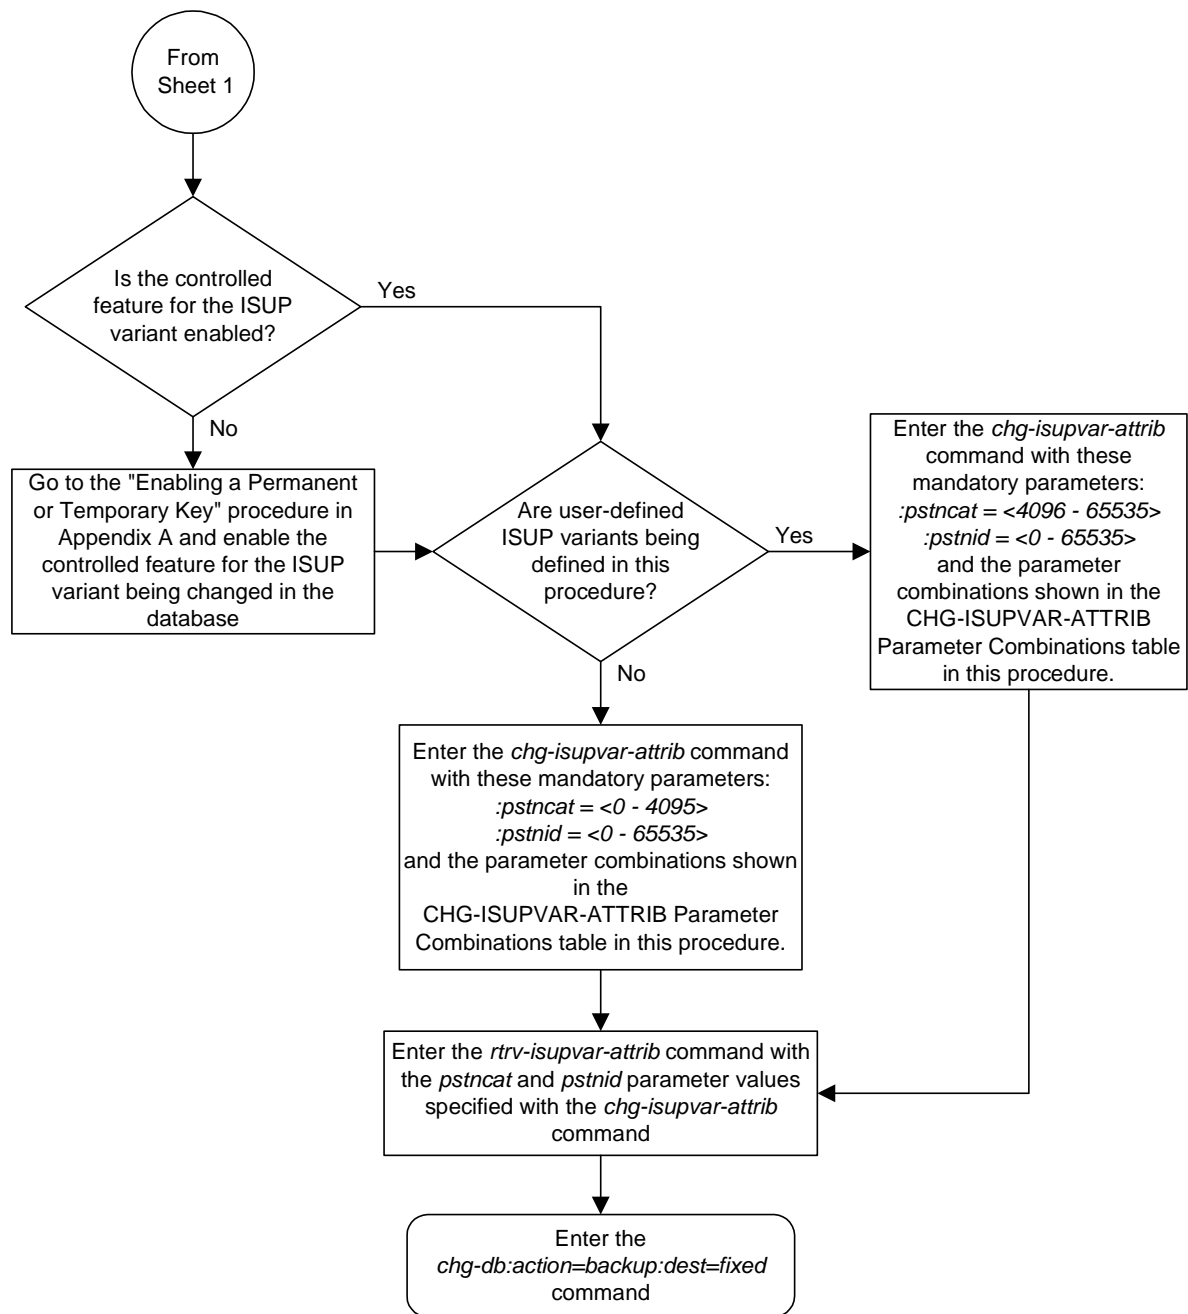 From
Sheet 1
Is the controlled
feature for the ISUP
variant enabled?
Yes
No
Go to the "Enabling a Permanent
or Temporary Key" procedure in
Appendix A and enable the
controlled feature for the ISUP
variant being changed in the
database
Are user-defined
ISUP variants being
defined in this
procedure?
Yes
No
Enter the chg-isupvar-attrib
command with these
mandatory parameters:
:pstncat = <4096 - 65535>
:pstnid = <0 - 65535>
and the parameter
combinations shown in the
CHG-ISUPVAR-ATTRIB
Parameter Combinations table
in this procedure.
Enter the chg-isupvar-attrib command
with these mandatory parameters:
:pstncat = <0 - 4095>
:pstnid = <0 - 65535>
and the parameter combinations shown
in the
CHG-ISUPVAR-ATTRIB Parameter
Combinations table in this procedure.
Enter the rtrv-isupvar-attrib command with
the pstncat and pstnid parameter values
specified with the chg-isupvar-attrib
command
Enter the
chg-db:action=backup:dest=fixed
command